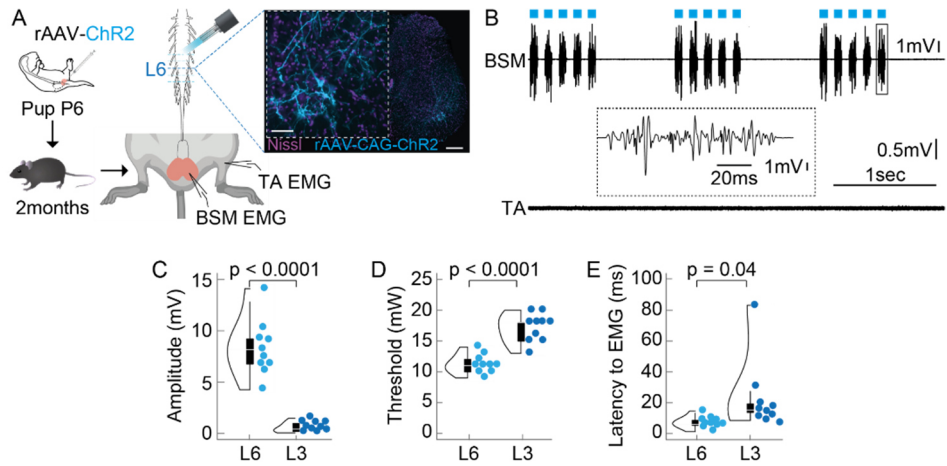 A
rAAV-ChR2
Pup P6
2months
L6
Nissl rAAV-CAG-ChR2
TA EMG
BSM EMG
B
BSM
1mV
20ms
1mV
0.5mV
1sec
TA
C
p < 0.0001
Amplitude (mV)
15
10
5
0
L6 L3
D
p < 0.0001
Threshold (mW)
25
20
15
10
5
0
L6 L3
E
p = 0.04
Latency to EMG (ms)
100
80
60
40
20
0
L6 L3